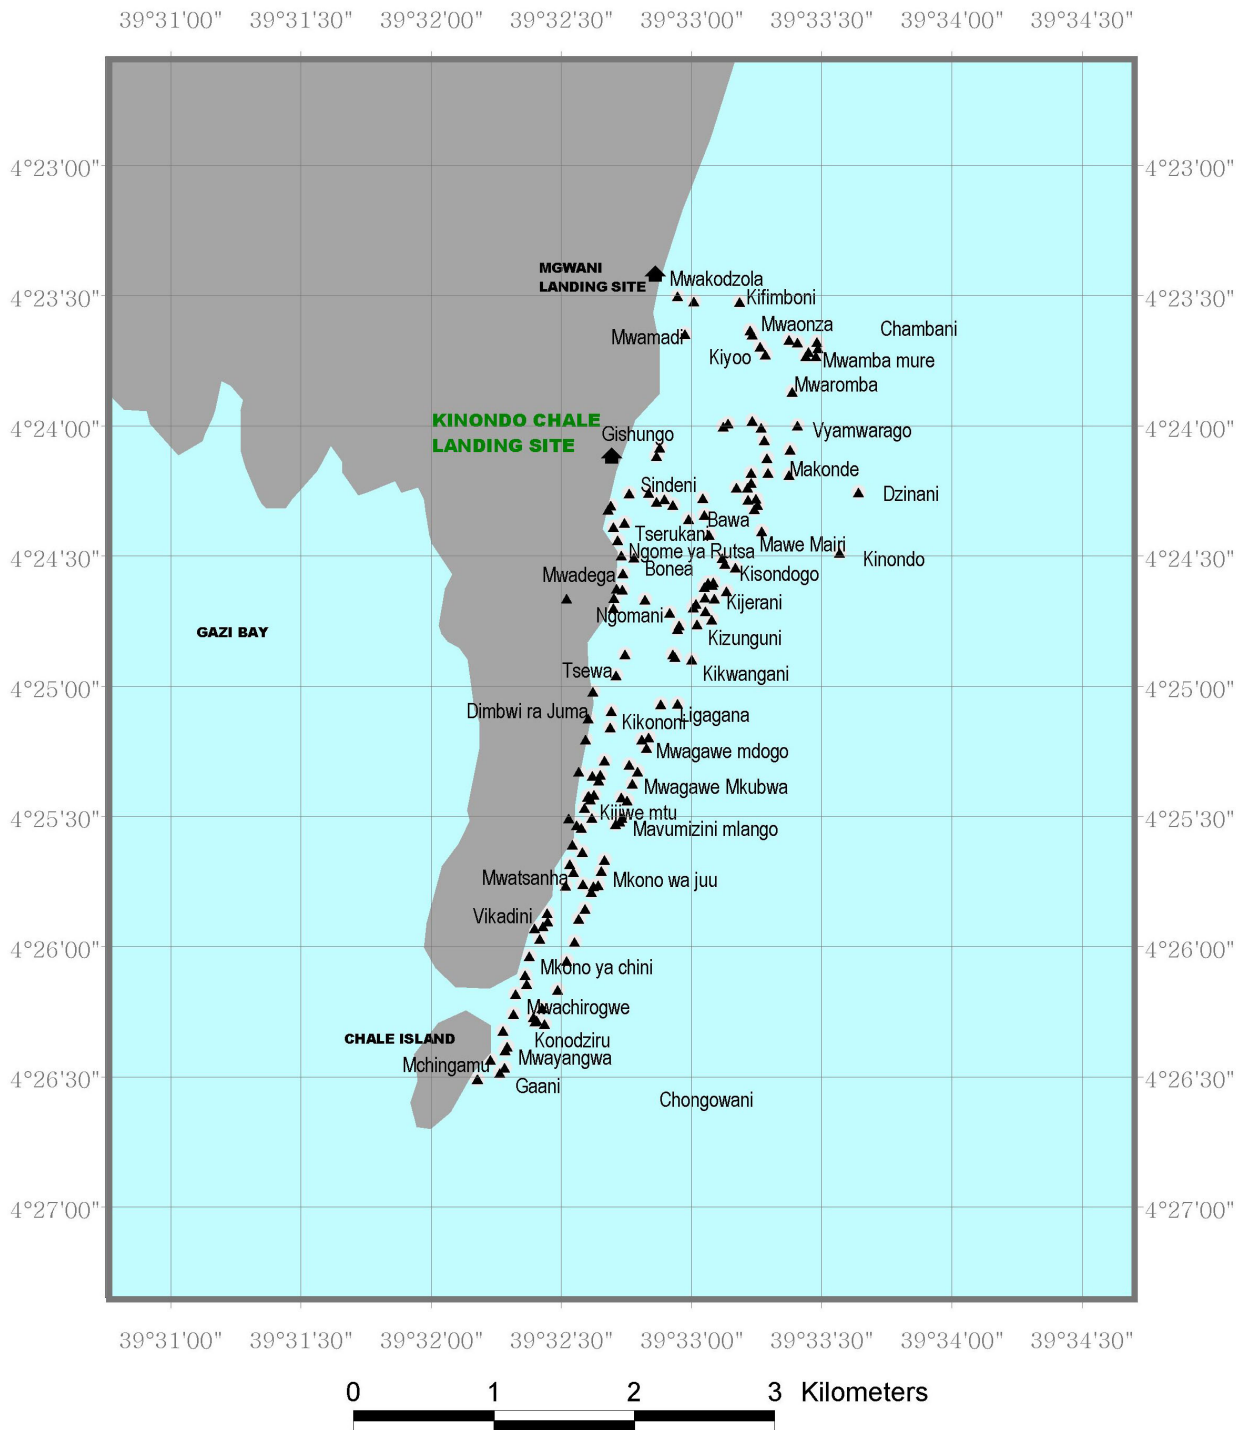 39°31'00" 39°31'30" 39°32'00" 39°32'30" 39°33'00" 39°33'30" 39°34'00" 39°34'30"
4°23'00" 4°23'00"
MGWANI
LANDING SITE
Mwakodzola
4°23'30" Kifimboni 4°23'30"
Mwamadi Mwaonza Chambani
Kiyoo Mwamba mure
Mwaromba
KINONDO CHALE
LANDING SITE
4°24'00" Gishungo Vyamwarago 4°24'00"
Makonde
Sindeni Dzinani
Bawa
Tserukani Mawe Mairi
4°24'30" Ngome ya Rutsa Kinondo 4°24'30"
Mwadega Bonea Kisondogo
Ngomani Kijerani
GAZI BAY Kizunguni
Tsewa Kikwangani
4°25'00" 4°25'00"
Dimbwi ra Juma Kikononi Ligagana
Mwagawe mdogo
Mwagawe Mkubwa
4°25'30" Kijiwe mtu 4°25'30"
Mavumizini mlango
Mwatsanha Mkono wa juu
Vikadini
4°26'00" 4°26'00"
Mkono ya chini
Mwachirogwe
CHALE ISLAND Konodziru
Mchingamu Mwayangwa
4°26'30" Gaani 4°26'30"
Chongowani
4°27'00" 4°27'00"
39°31'00" 39°31'30" 39°32'00" 39°32'30" 39°33'00" 39°33'30" 39°34'00" 39°34'30"
0 1 2 3 Kilometers